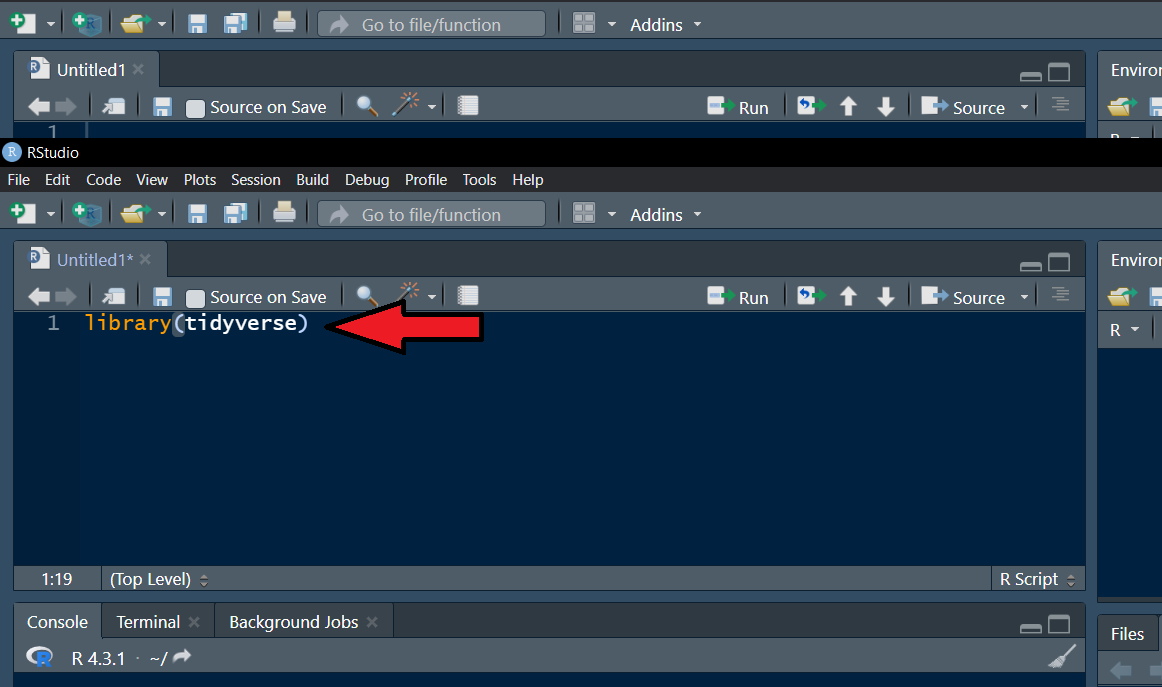 Go to file/function Addins
Untitled1 Enviro
Source on Save Run Source
1
R RStudio
File Edit Code View Plots Session Build Debug Profile Tools Help
Go to file/function Addins
Untitled1* Enviro
Source on Save Run Source
R
1 library(tidyverse)
1:19 (Top Level) R Script
Console Terminal Background Jobs
Files
R R 4.3.1 · ~/